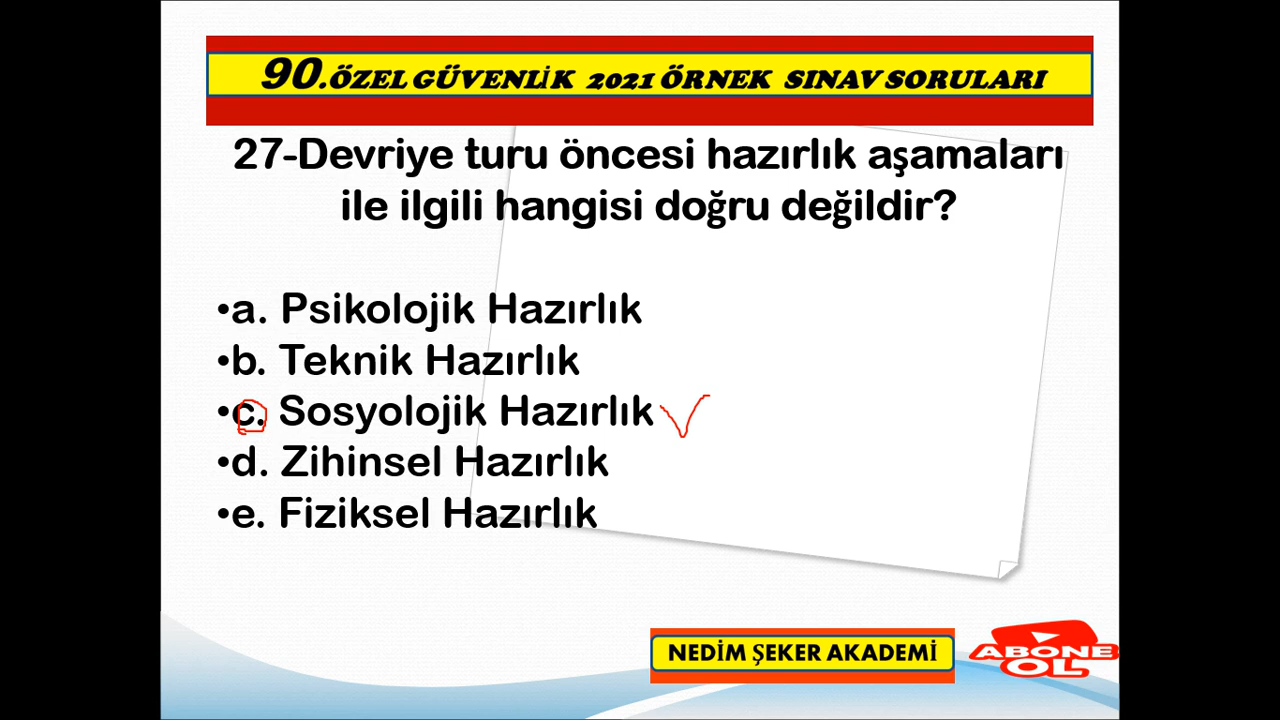 90.ÖZEL GÜVENLİK 2021 ÖRNEK SINAV SORULARI
27-Devriye turu öncesi hazırlık aşamaları
ile ilgili hangisi doğru değildir?
•a. Psikolojik Hazırlık
•b. Teknik Hazırlık
•c. Sosyolojik Hazırlık
•d. Zihinsel Hazırlık
•e. Fiziksel Hazırlık
NEDİM ŞEKER AKADEMİ
ABONE
OL